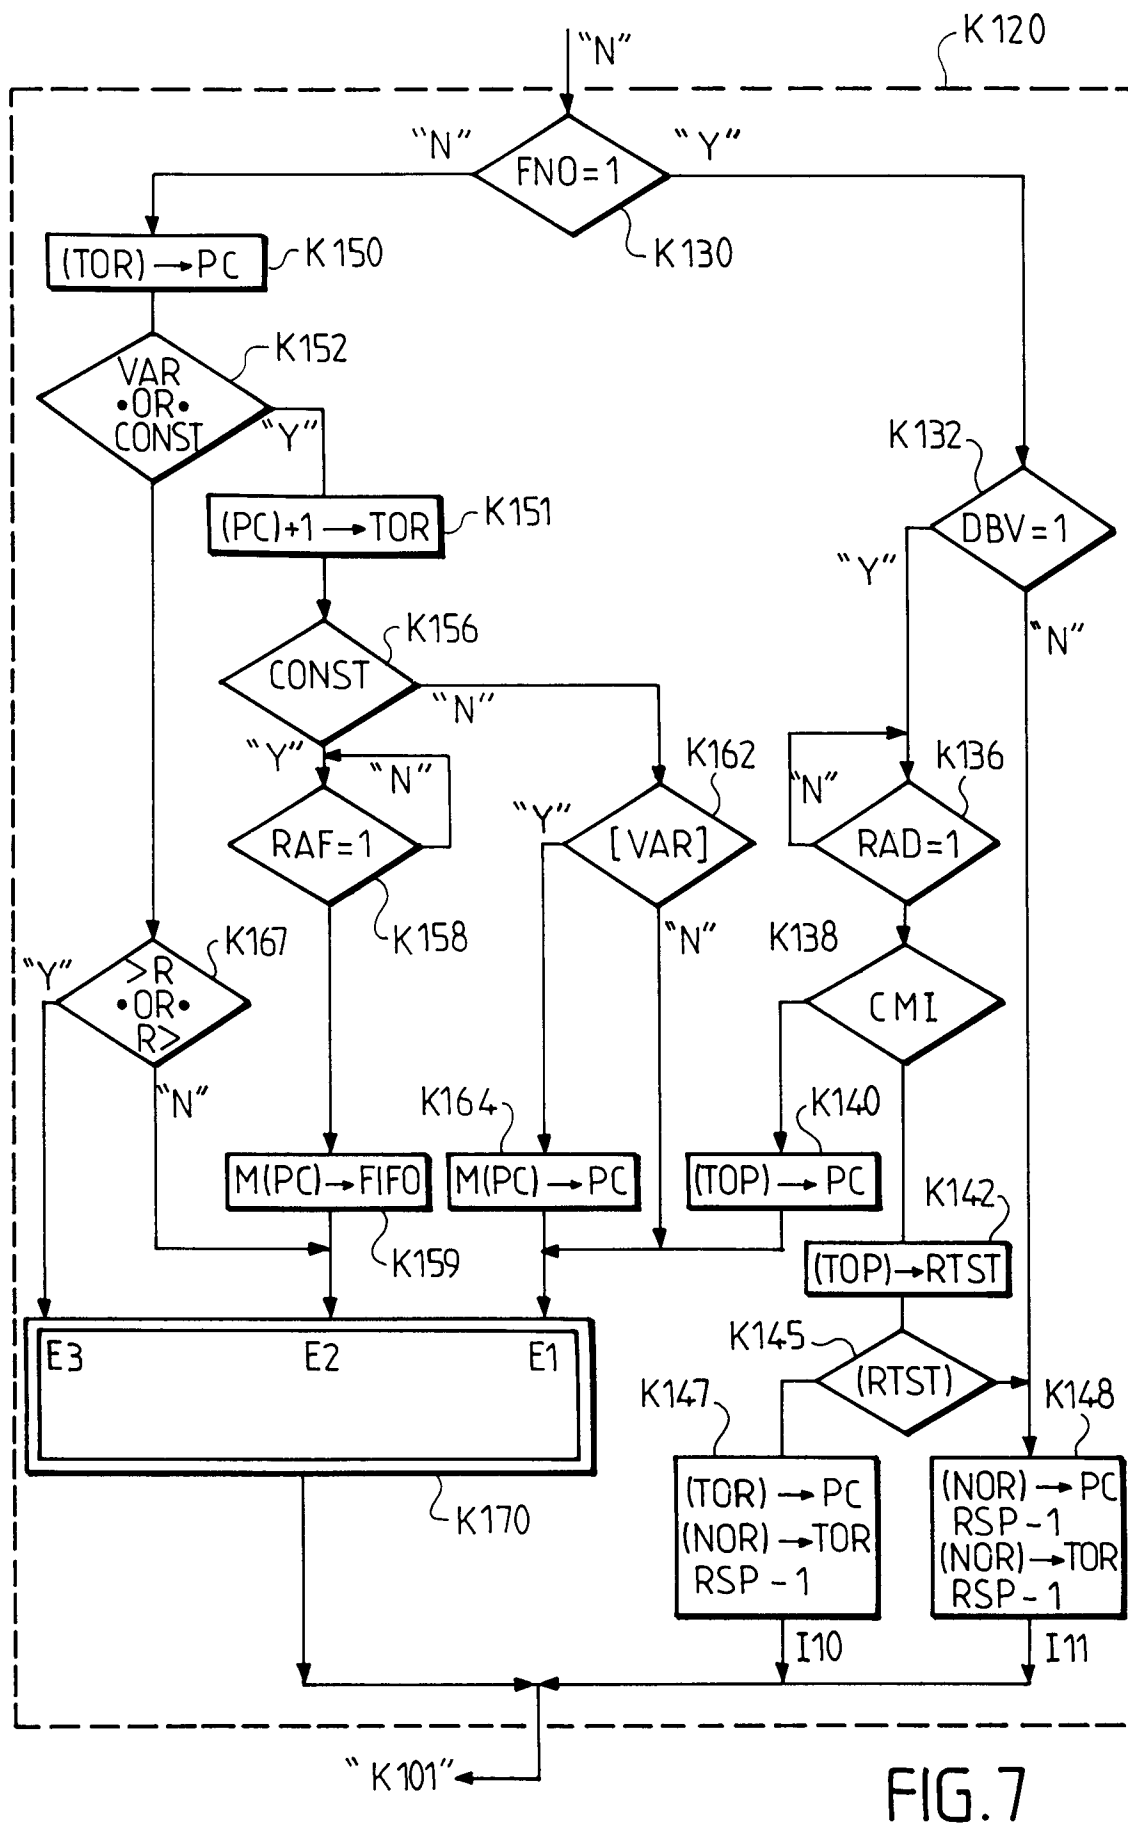 K120
"N"
"N"
"Y"
FNO=1
K130
(TOR)→PC
K150
VAR
•OR•
CONST
K152
"Y"
(PC)+1→TOR
K151
K132
DBV=1
"Y"
"N"
CONST
K156
"N"
"Y"
"N"
RAF=1
K158
K162
"Y"
[VAR]
"N"
K136
"N"
RAD=1
K138
CMI
"Y"
K167
>R
•OR•
R>
"N"
K164
K140
M(PC)→FIFO
K159
M(PC)→PC
(TOP)→PC
K142
(TOP)→RTST
E3
E2
E1
K170
K145
(RTST)
K147
K148
(TOR)→PC
(NOR)→TOR
RSP-1
(NOR)→PC
RSP-1
(NOR)→TOR
RSP-1
I10
I11
"K101"
FIG.7